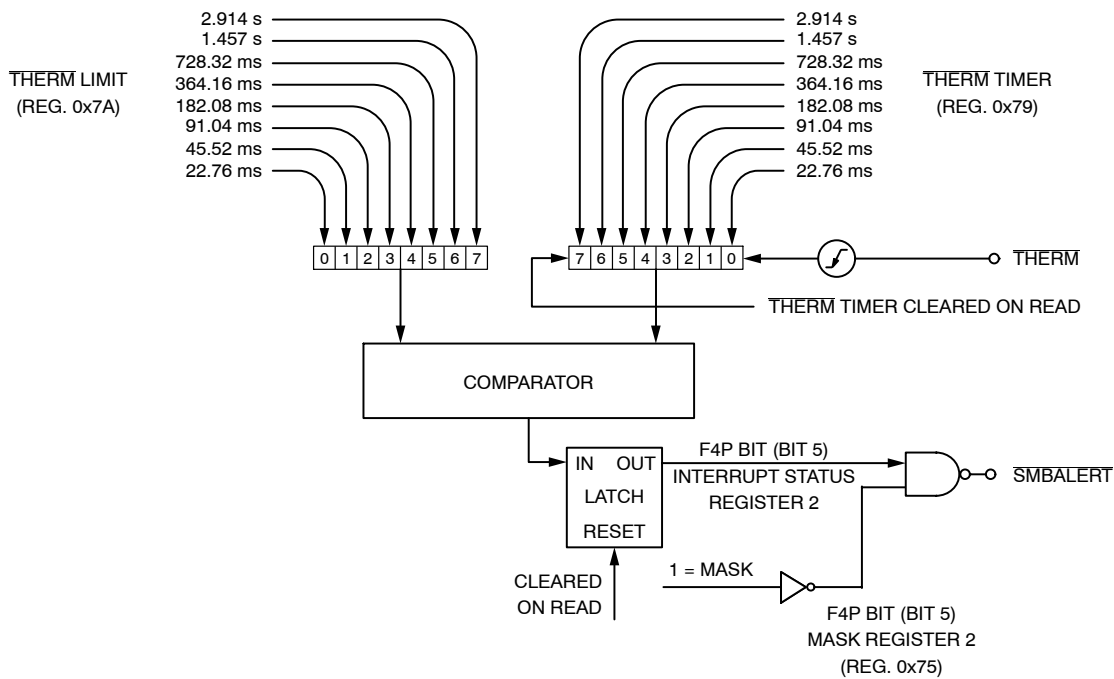 2.914 s
1.457 s
728.32 ms
364.16 ms
182.08 ms
91.04 ms
45.52 ms
22.76 ms
THERM LIMIT
(REG. 0x7A)
2.914 s
1.457 s
728.32 ms
364.16 ms
182.08 ms
91.04 ms
45.52 ms
22.76 ms
THERM TIMER
(REG. 0x79)
0 1 2 3 4 5 6 7
7 6 5 4 3 2 1 0
THERM
THERM TIMER CLEARED ON READ
COMPARATOR
IN OUT
LATCH
RESET
F4P BIT (BIT 5)
INTERRUPT STATUS
REGISTER 2
SMBALERT
CLEARED
ON READ
1 = MASK
F4P BIT (BIT 5)
MASK REGISTER 2
(REG. 0x75)